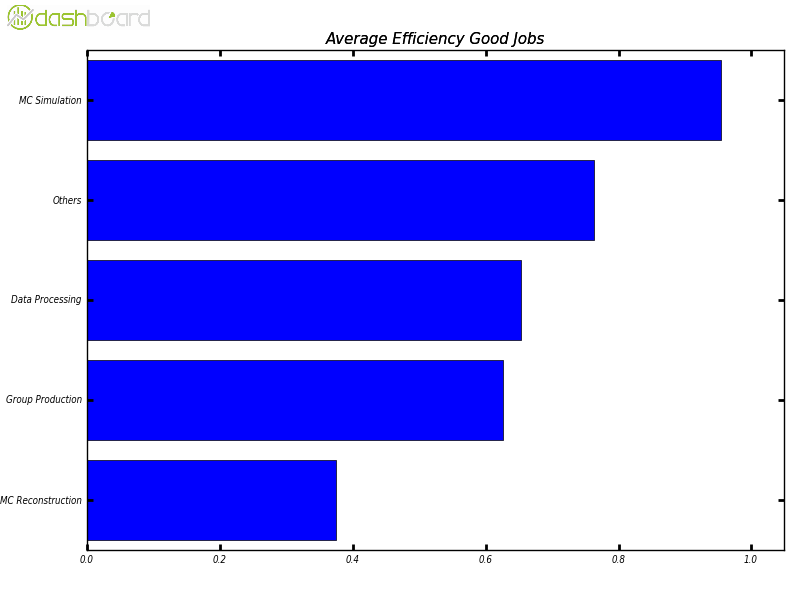 dashboard
Average Efficiency Good Jobs
MC Simulation
Others
Data Processing
Group Production
MC Reconstruction
0.0 0.2 0.4 0.6 0.8 1.0